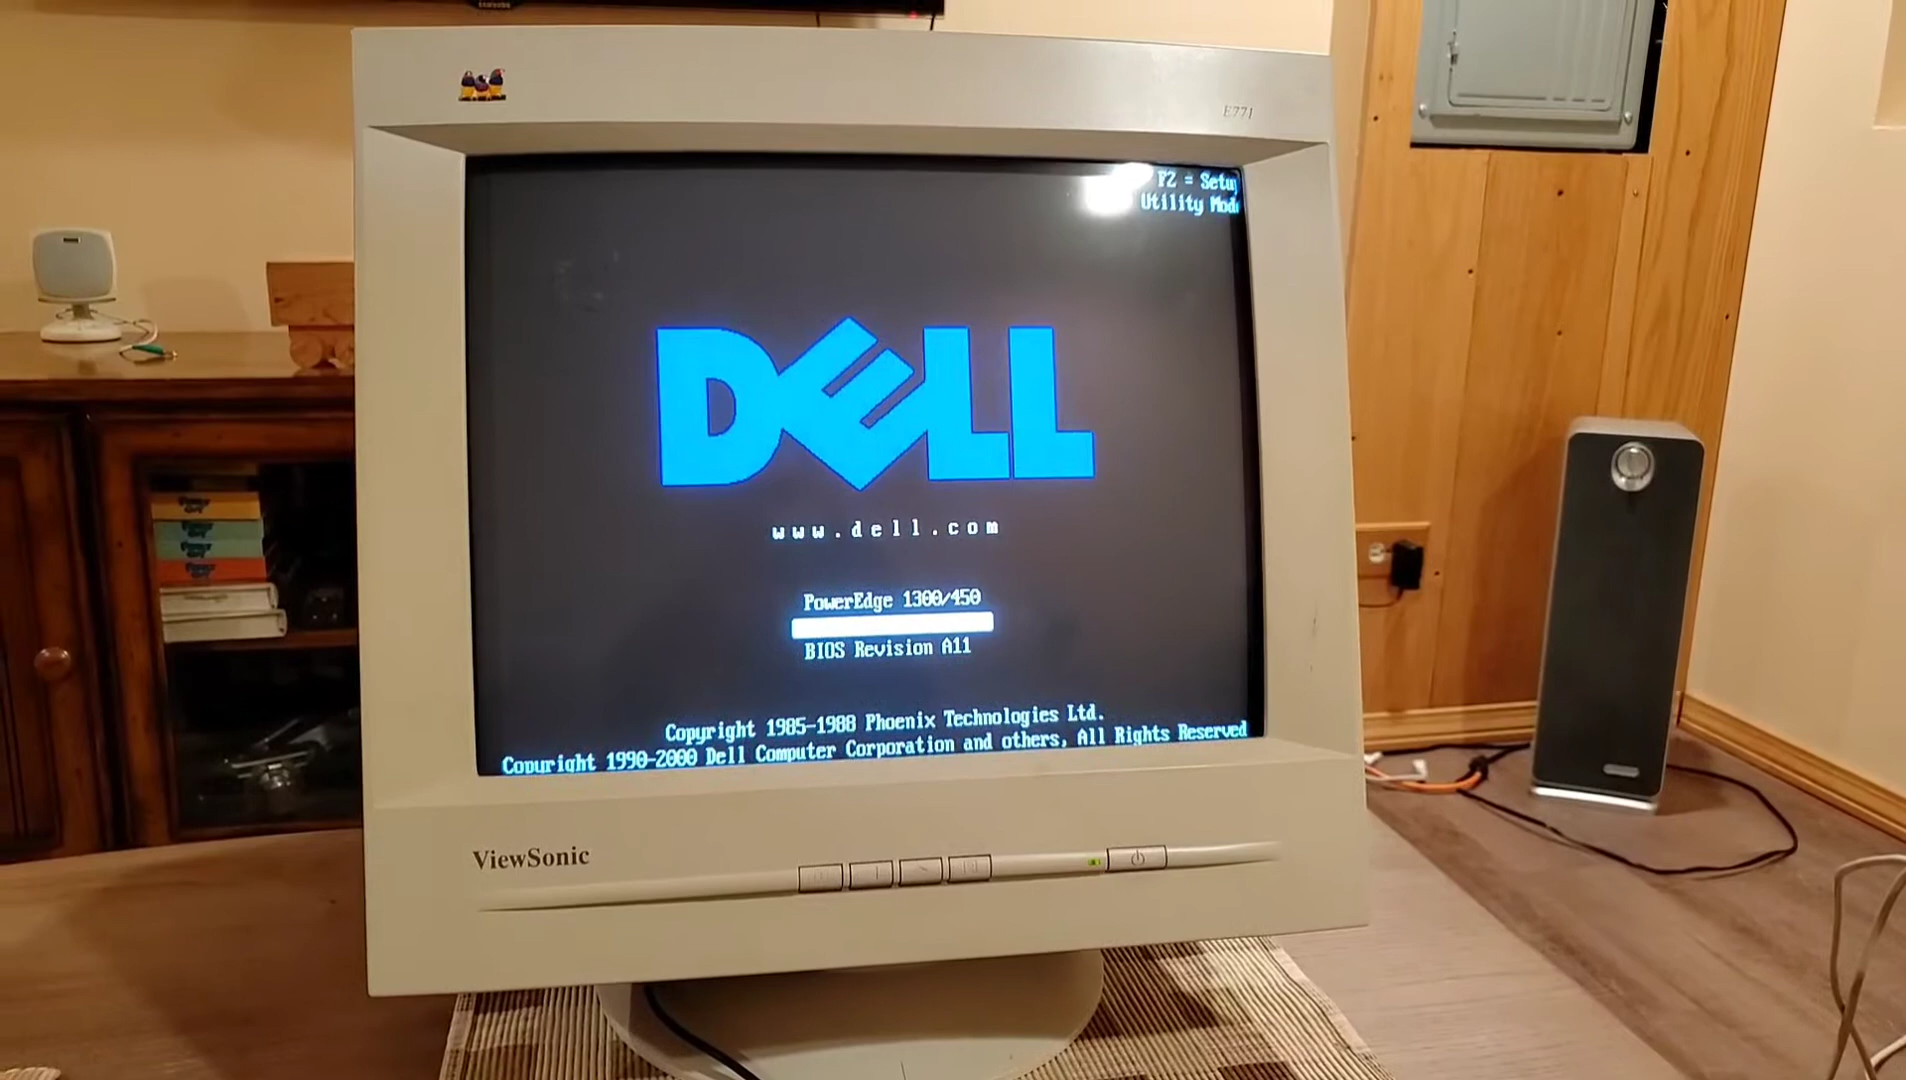 SAMSUNG
E771
F2 = Setu
Utility Mod
DELL
www.dell.com
PowerEdge 1300/450
BIOS Revision A11
Copyright 1985-1988 Phoenix Technologies Ltd.
Copyright 1990-2000 Dell Computer Corporation and others, All Rights Reserved
ViewSonic